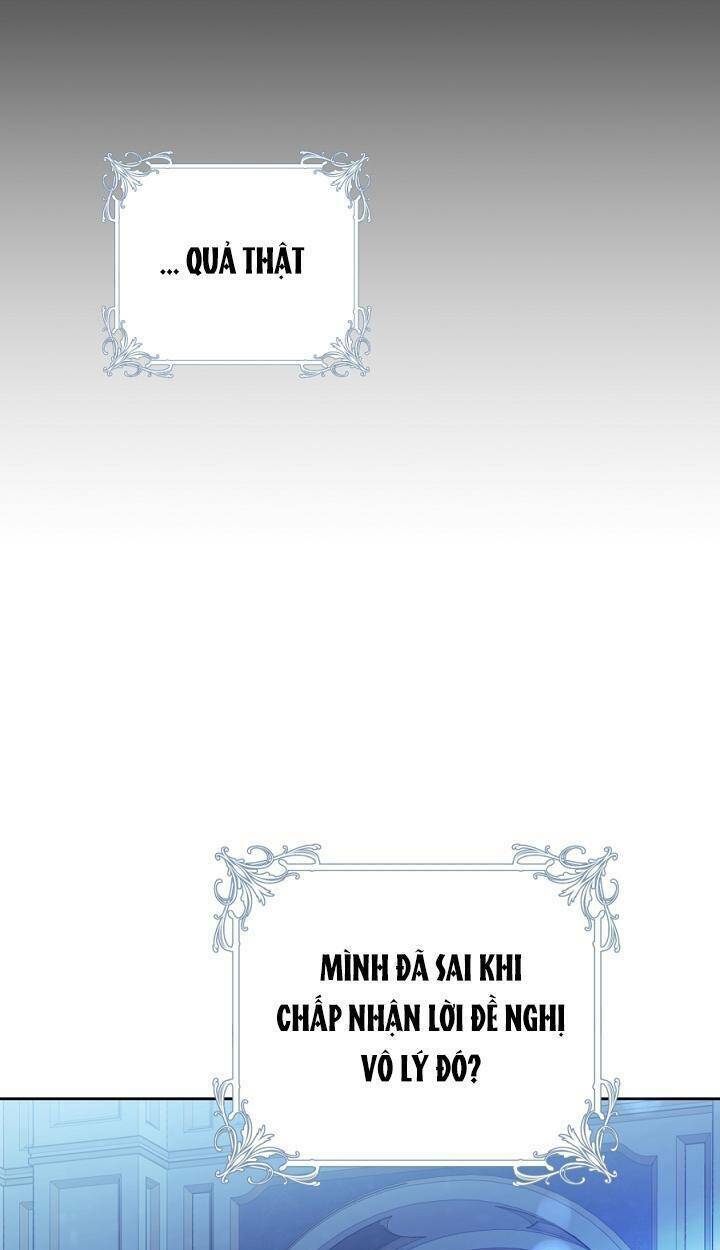 ... QUẢ THẬT
MÌNH ĐÃ SAI KHI
CHẤP NHẬN LỜI ĐỀ NGHỊ
VÔ LÝ ĐÓ?